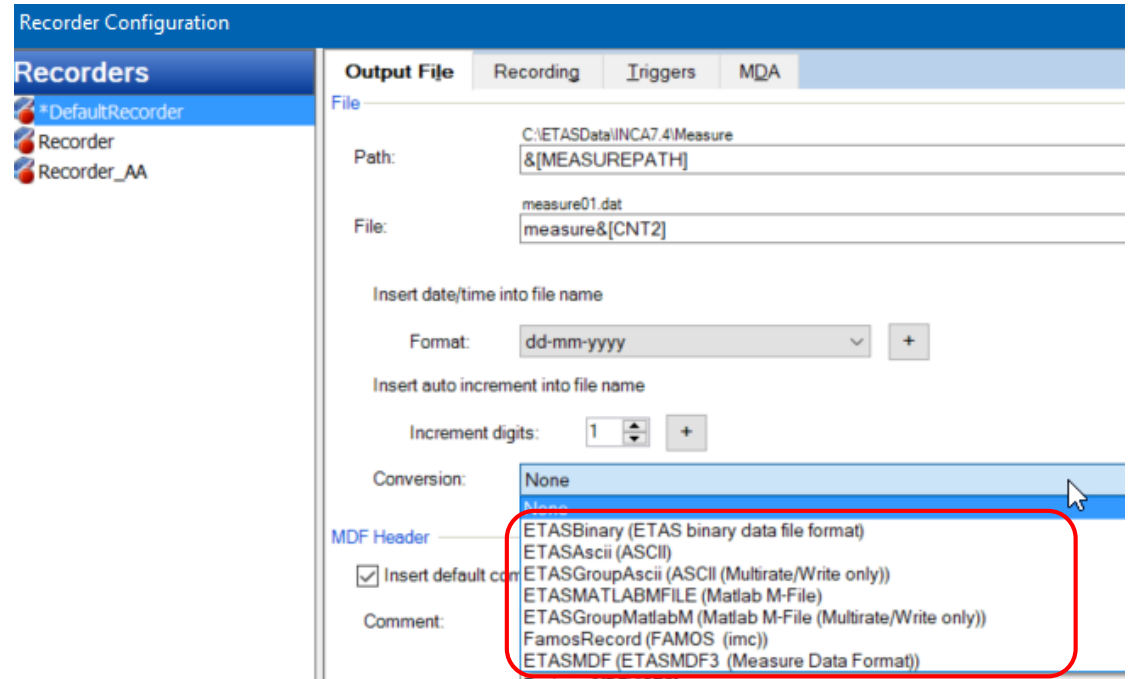 Recorder Configuration
Recorders
*DefaultRecorder
Recorder
Recorder_AA
Output File Recording Triggers MDA
File
C:\ETASData\INCA7.4\Measure
Path: &[MEASUREPATH]
measure01.dat
File: measure&[CNT2]
Insert date/time into file name
Format: dd-mm-yyyy +
Insert auto increment into file name
Increment digits: 1 +
Conversion: None
None
ETASBinary (ETAS binary data file format)
ETASAscii (ASCII)
ETASGroupAscii (ASCII (Multirate/Write only))
ETASMATLABMFILE (Matlab M-File)
ETASGroupMatlabM (Matlab M-File (Multirate/Write only))
FamosRecord (FAMOS (imc))
ETASMDF (ETASMDF3 (Measure Data Format))
MDF Header
Insert default com
Comment: